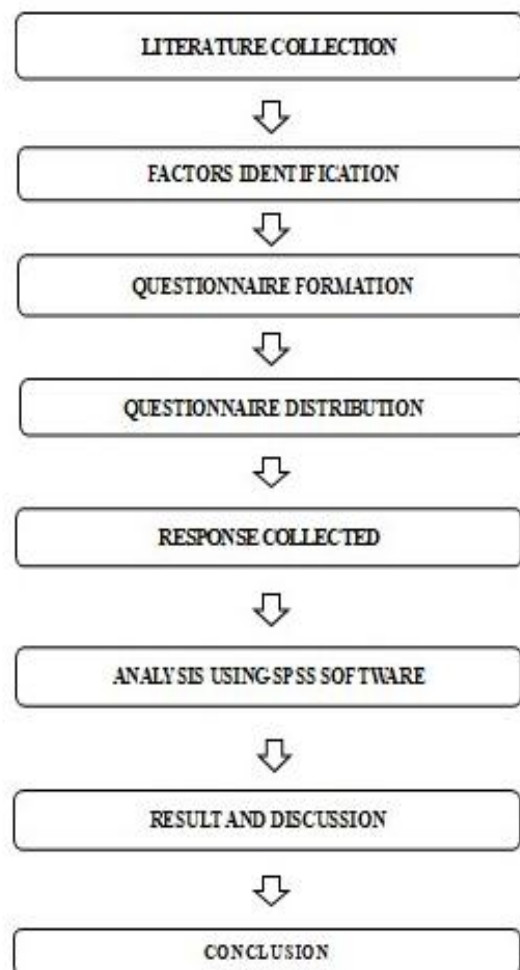 LITERATURE COLLECTION
FACTORS IDENTIFICATION
QUESTIONNAIRE FORMATION
QUESTIONNAIRE DISTRIBUTION
RESPONSE COLLECTED
ANALYSIS USING SPSS SOFTWARE
RESULT AND DISCUSSION
CONCLUSION